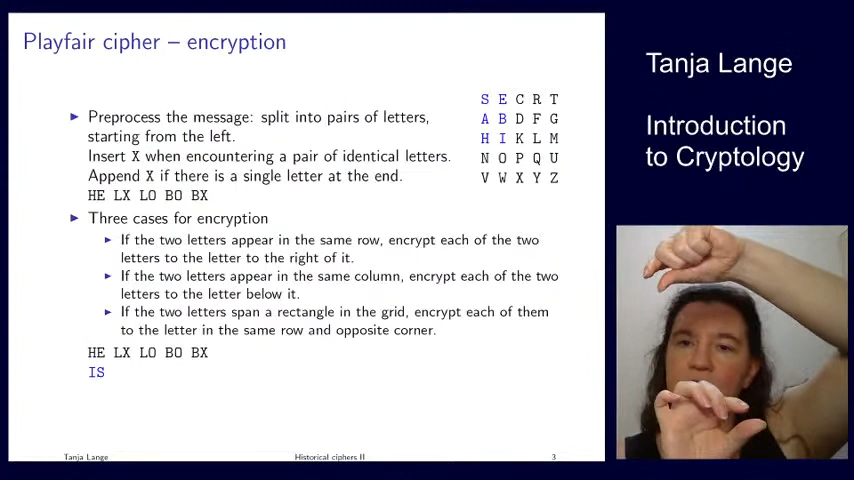 Playfair cipher – encryption
▶ Preprocess the message: split into pairs of letters,
starting from the left.
Insert X when encountering a pair of identical letters.
Append X if there is a single letter at the end.
HE LX LO BO BX
S E C R T
A B D F G
H I K L M
N O P Q U
V W X Y Z
▶ Three cases for encryption
▶ If the two letters appear in the same row, encrypt each of the two
letters to the letter to the right of it.
▶ If the two letters appear in the same column, encrypt each of the two
letters to the letter below it.
▶ If the two letters span a rectangle in the grid, encrypt each of them
to the letter in the same row and opposite corner.
HE LX LO BO BX
IS
Tanja Lange
Historical ciphers II
3
Tanja Lange
Introduction
to Cryptology